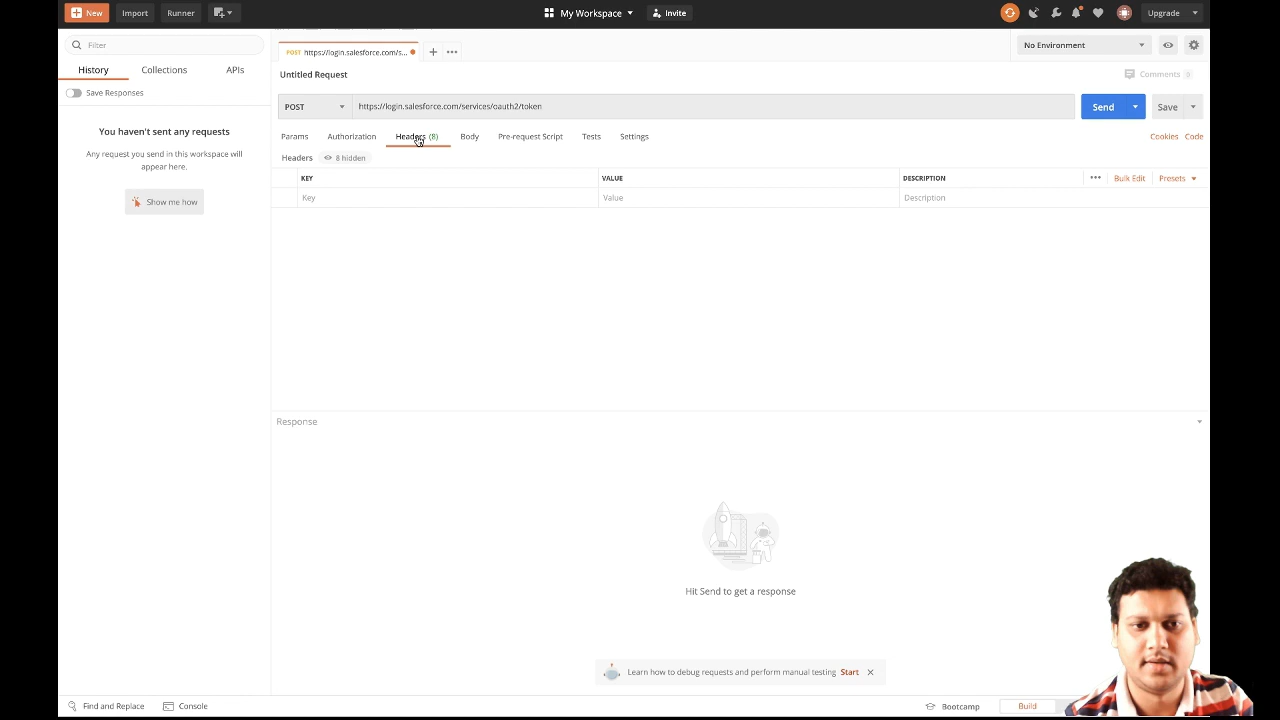 New Import Runner My Workspace Invite Upgrade
Filter
POST https://login.salesforce.com/s...
No Environment
History Collections APIs
Save Responses
Untitled Request
Comments 0
POST https://login.salesforce.com/services/oauth2/token Send Save
Params Authorization Headers (8) Body Pre-request Script Tests Settings Cookies Code
You haven't sent any requests
Any request you send in this workspace will
appear here.
Show me how
Headers 8 hidden
KEY VALUE DESCRIPTION Bulk Edit Presets
Key Value Description
Response
Hit Send to get a response
Learn how to debug requests and perform manual testing Start
Find and Replace Console Bootcamp Build